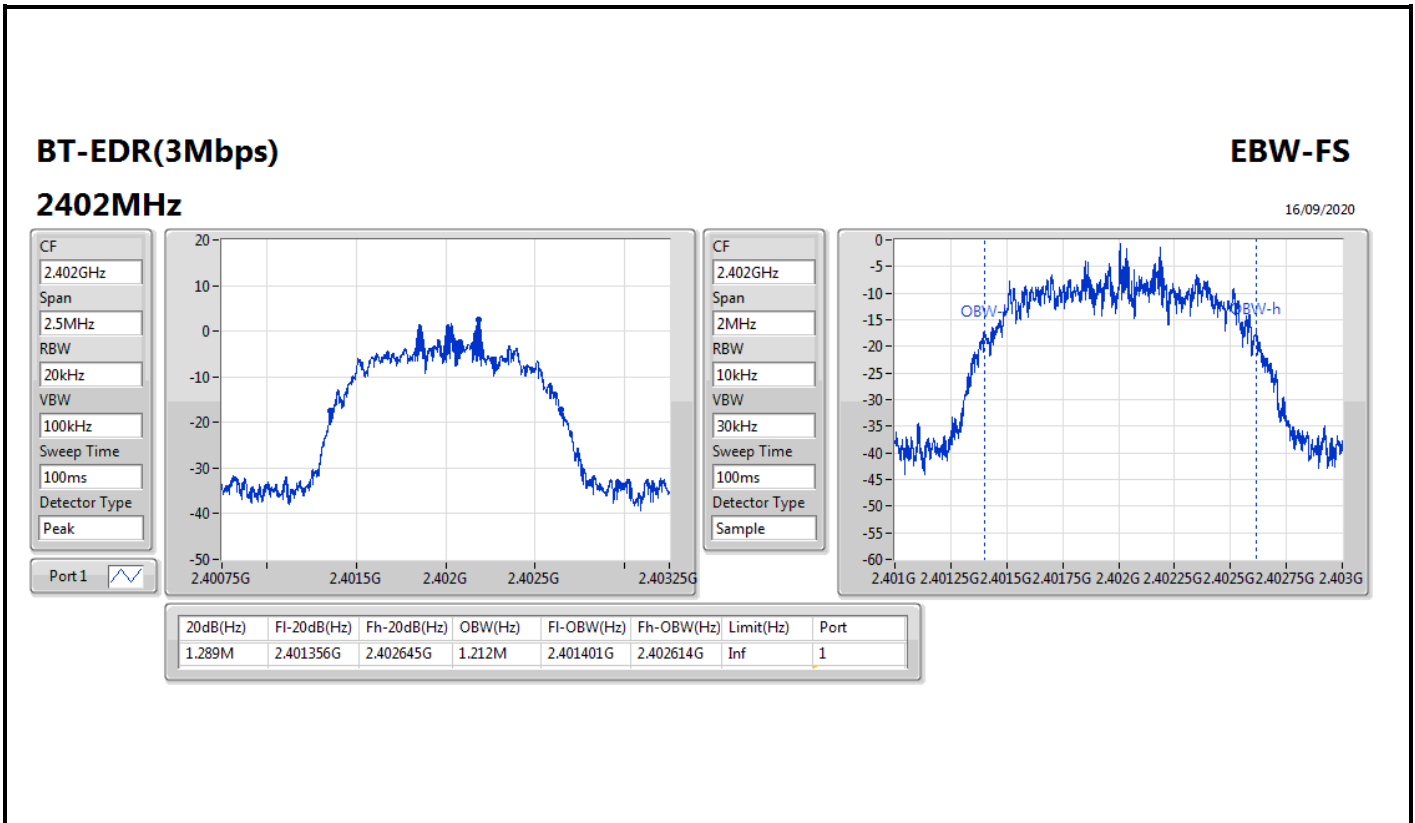 BT-EDR(3Mbps)
EBW-FS
2402MHz
16/09/2020
CF
2.402GHz
Span
2.5MHz
RBW
20kHz
VBW
100kHz
Sweep Time
100ms
Detector Type
Peak
Port 1
20
10
0
-10
-20
-30
-40
-50
2.40075G 2.4015G 2.402G 2.4025G 2.40325G
CF
2.402GHz
Span
2MHz
RBW
10kHz
VBW
30kHz
Sweep Time
100ms
Detector Type
Sample
0
-5
-10
-15
-20
-25
-30
-35
-40
-45
-50
-55
-60
OBW-l
OBW-h
2.401G 2.40125G 2.4015G 2.40175G 2.402G 2.40225G 2.4025G 2.40275G 2.403G
20dB(Hz) Fl-20dB(Hz) Fh-20dB(Hz) OBW(Hz) Fl-OBW(Hz) Fh-OBW(Hz) Limit(Hz) Port
1.289M 2.401356G 2.402645G 1.212M 2.401401G 2.402614G Inf 1